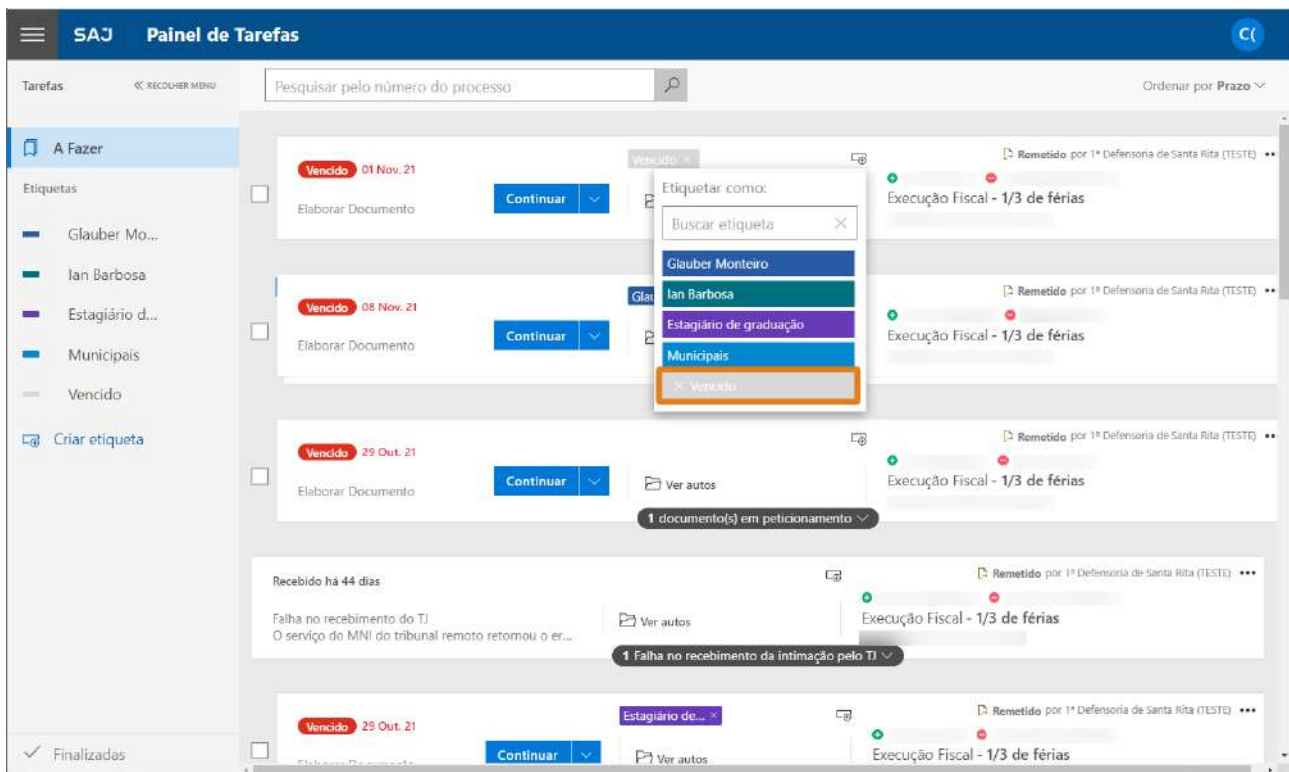 SAJ Painel de Tarefas C(
Tarefas RECOLHER MENU
Pesquisar pelo número do processo
Ordenar por Prazo
A Fazer
Etiquetas
Glauber Mo...
Ian Barbosa
Estagiário d...
Municipais
Vencido
Criar etiqueta
Finalizadas
Vencido 01 Nov. 21
Vencido ×
Remetido por 1ª Defensoria de Santa Rita (TESTE)
Elaborar Documento
Continuar
Execução Fiscal - 1/3 de férias
Etiquetar como:
Buscar etiqueta
Glauber Monteiro
Ian Barbosa
Estagiário de graduação
Municipais
× Vencido
Vencido 08 Nov. 21
Glau
Remetido por 1ª Defensoria de Santa Rita (TESTE)
Elaborar Documento
Continuar
Execução Fiscal - 1/3 de férias
Vencido 29 Out. 21
Remetido por 1ª Defensoria de Santa Rita (TESTE)
Elaborar Documento
Continuar
Ver autos
Execução Fiscal - 1/3 de férias
1 documento(s) em peticionamento
Recebido há 44 dias
Remetido por 1ª Defensoria de Santa Rita (TESTE)
Falha no recebimento do TJ
O serviço do MNI do tribunal remoto retornou o er...
Ver autos
Execução Fiscal - 1/3 de férias
1 Falha no recebimento da intimação pelo TJ
Vencido 29 Out. 21
Estagiário de... ×
Remetido por 1ª Defensoria de Santa Rita (TESTE)
Elaborar Documento
Continuar
Ver autos
Execução Fiscal - 1/3 de férias